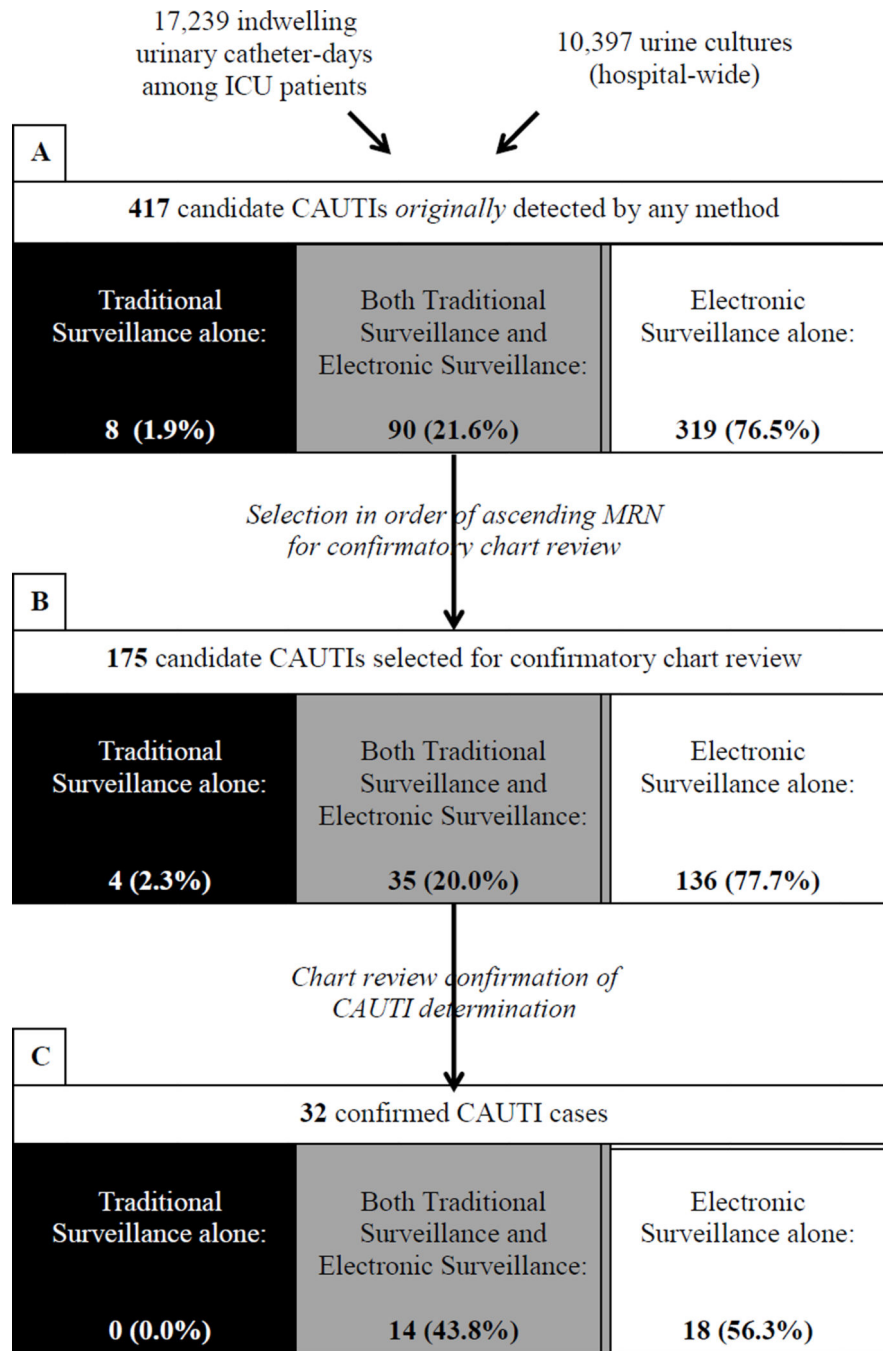 17,239 indwelling
urinary catheter-days
among ICU patients
10,397 urine cultures
(hospital-wide)
A
417 candidate CAUTIs originally detected by any method
Traditional
Surveillance alone:
8 (1.9%)
Both Traditional
Surveillance and
Electronic Surveillance:
90 (21.6%)
Electronic
Surveillance alone:
319 (76.5%)
Selection in order of ascending MRN
for confirmatory chart review
B
175 candidate CAUTIs selected for confirmatory chart review
Traditional
Surveillance alone:
4 (2.3%)
Both Traditional
Surveillance and
Electronic Surveillance:
35 (20.0%)
Electronic
Surveillance alone:
136 (77.7%)
Chart review confirmation of
CAUTI determination
C
32 confirmed CAUTI cases
Traditional
Surveillance alone:
0 (0.0%)
Both Traditional
Surveillance and
Electronic Surveillance:
14 (43.8%)
Electronic
Surveillance alone:
18 (56.3%)